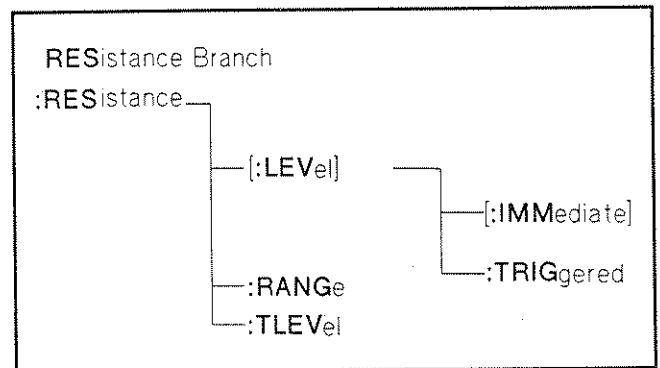 RESistance Branch
:RESistance
[:LEVel]
[:IMMediate]
:TRIGgered
:RANGe
:TLEVel